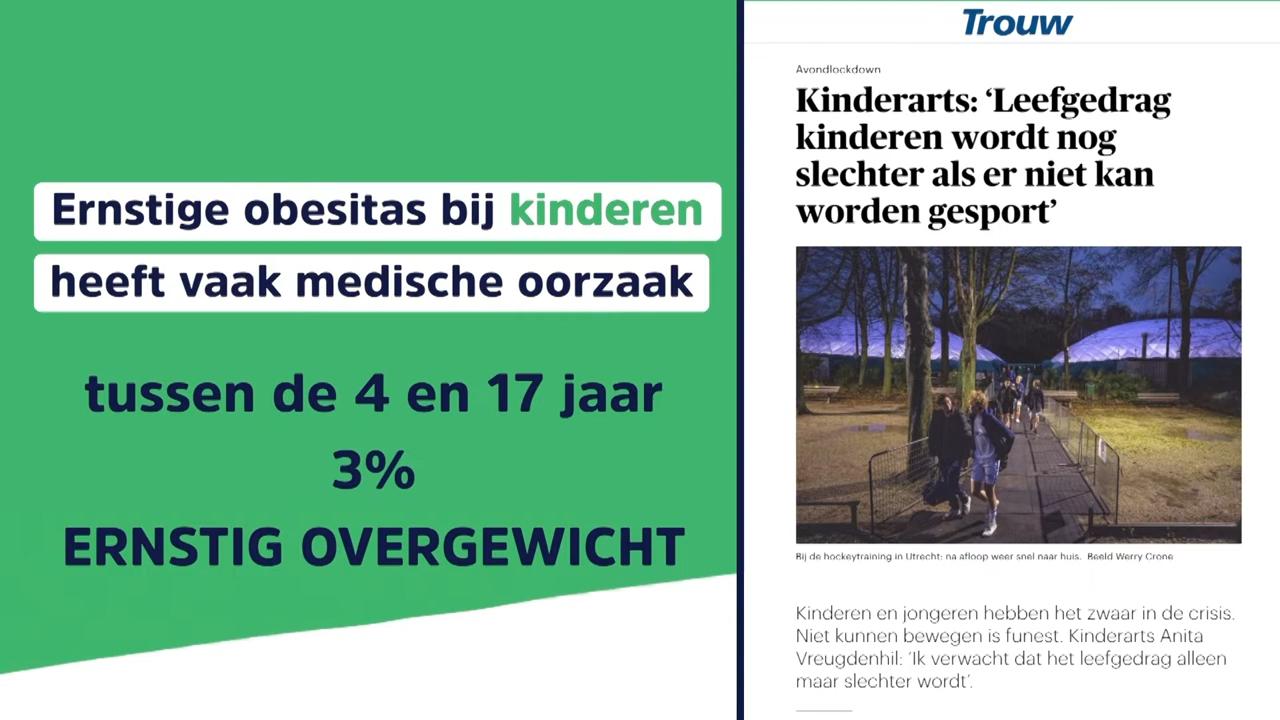 Ernstige obesitas bij kinderen
heeft vaak medische oorzaak
tussen de 4 en 17 jaar
3%
ERNSTIG OVERGEWICHT
Trouw
Avondlockdown
Kinderarts: ‘Leefgedrag
kinderen wordt nog
slechter als er niet kan
worden gesport’
Bij de hockeytraining in Utrecht: na afloop weer snel naar huis. Beeld Werry Crone
Kinderen en jongeren hebben het zwaar in de crisis.
Niet kunnen bewegen is funest. Kinderarts Anita
Vreugdenhil: ‘Ik verwacht dat het leefgedrag alleen
maar slechter wordt’.